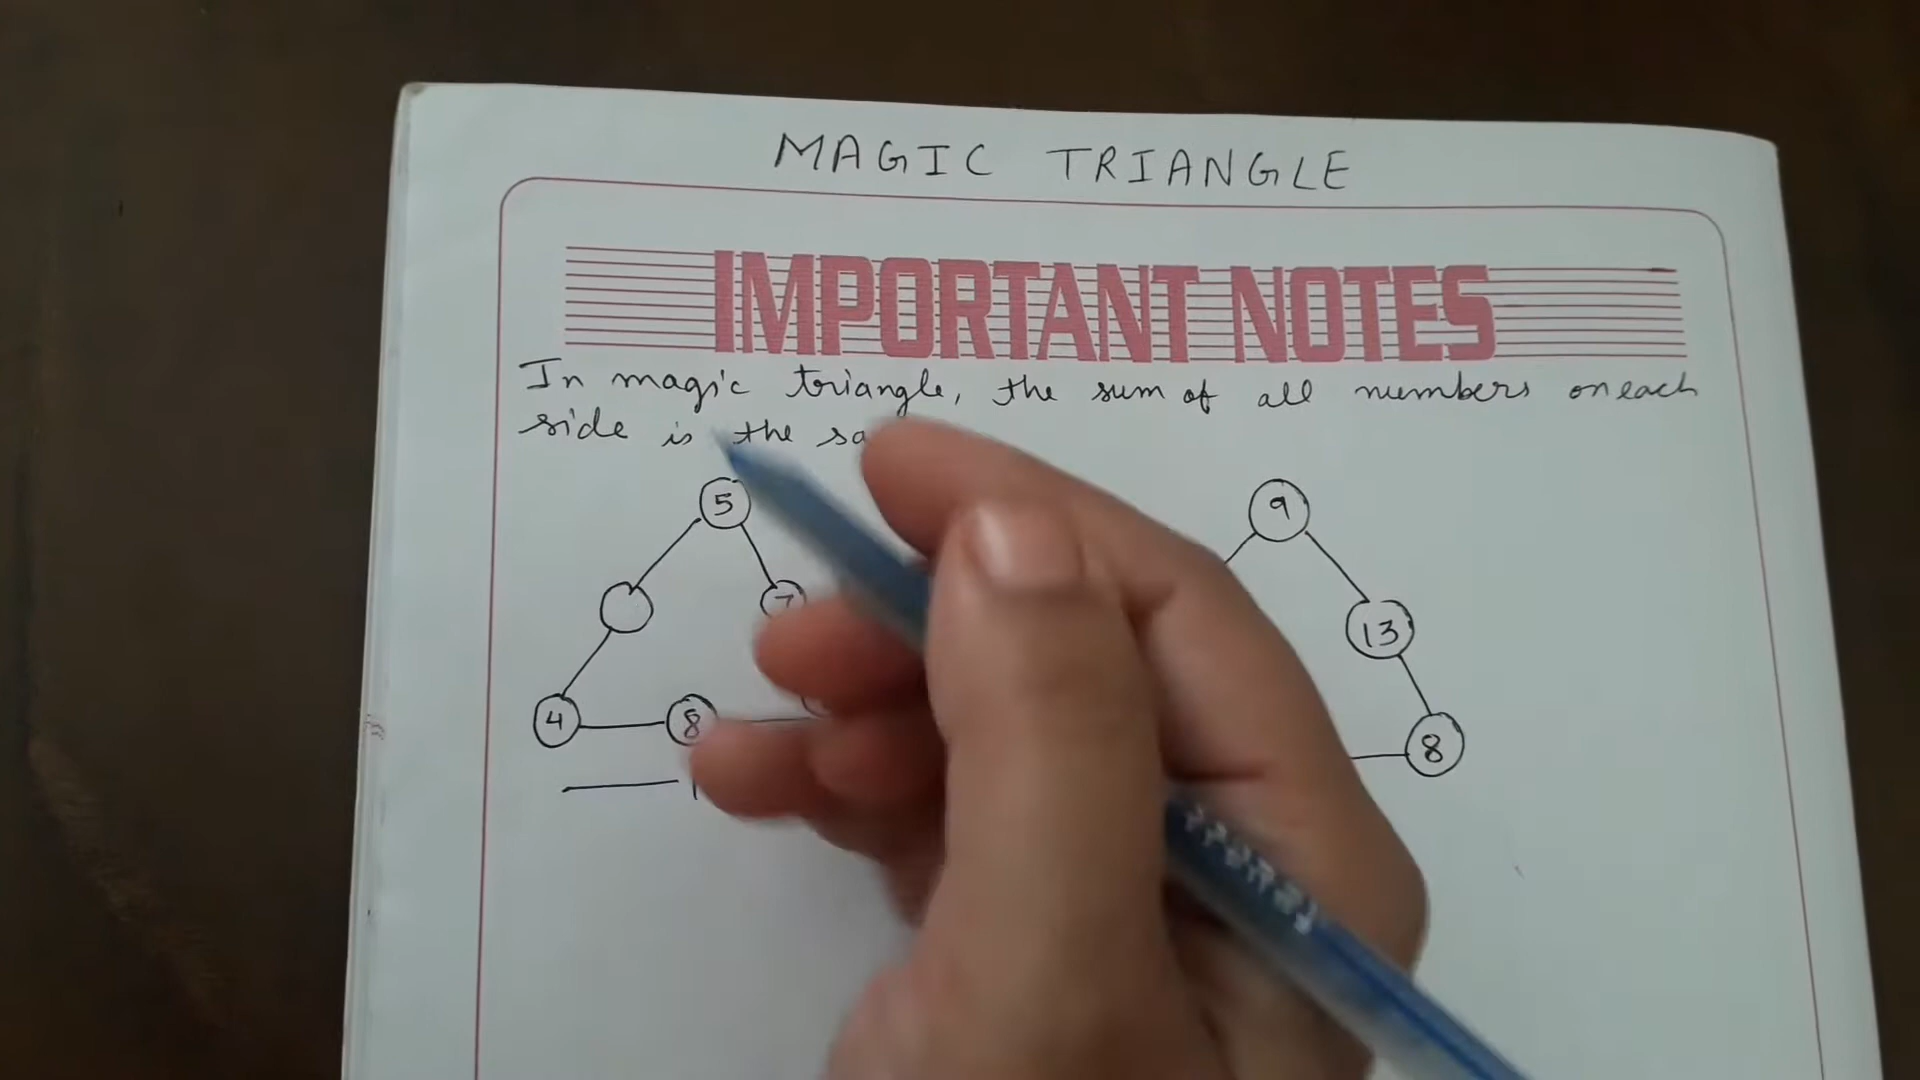 MAGIC TRIANGLE
IMPORTANT NOTES
In magic triangle, the sum of all numbers on each
side is the
5
9
7
13
4
8
8